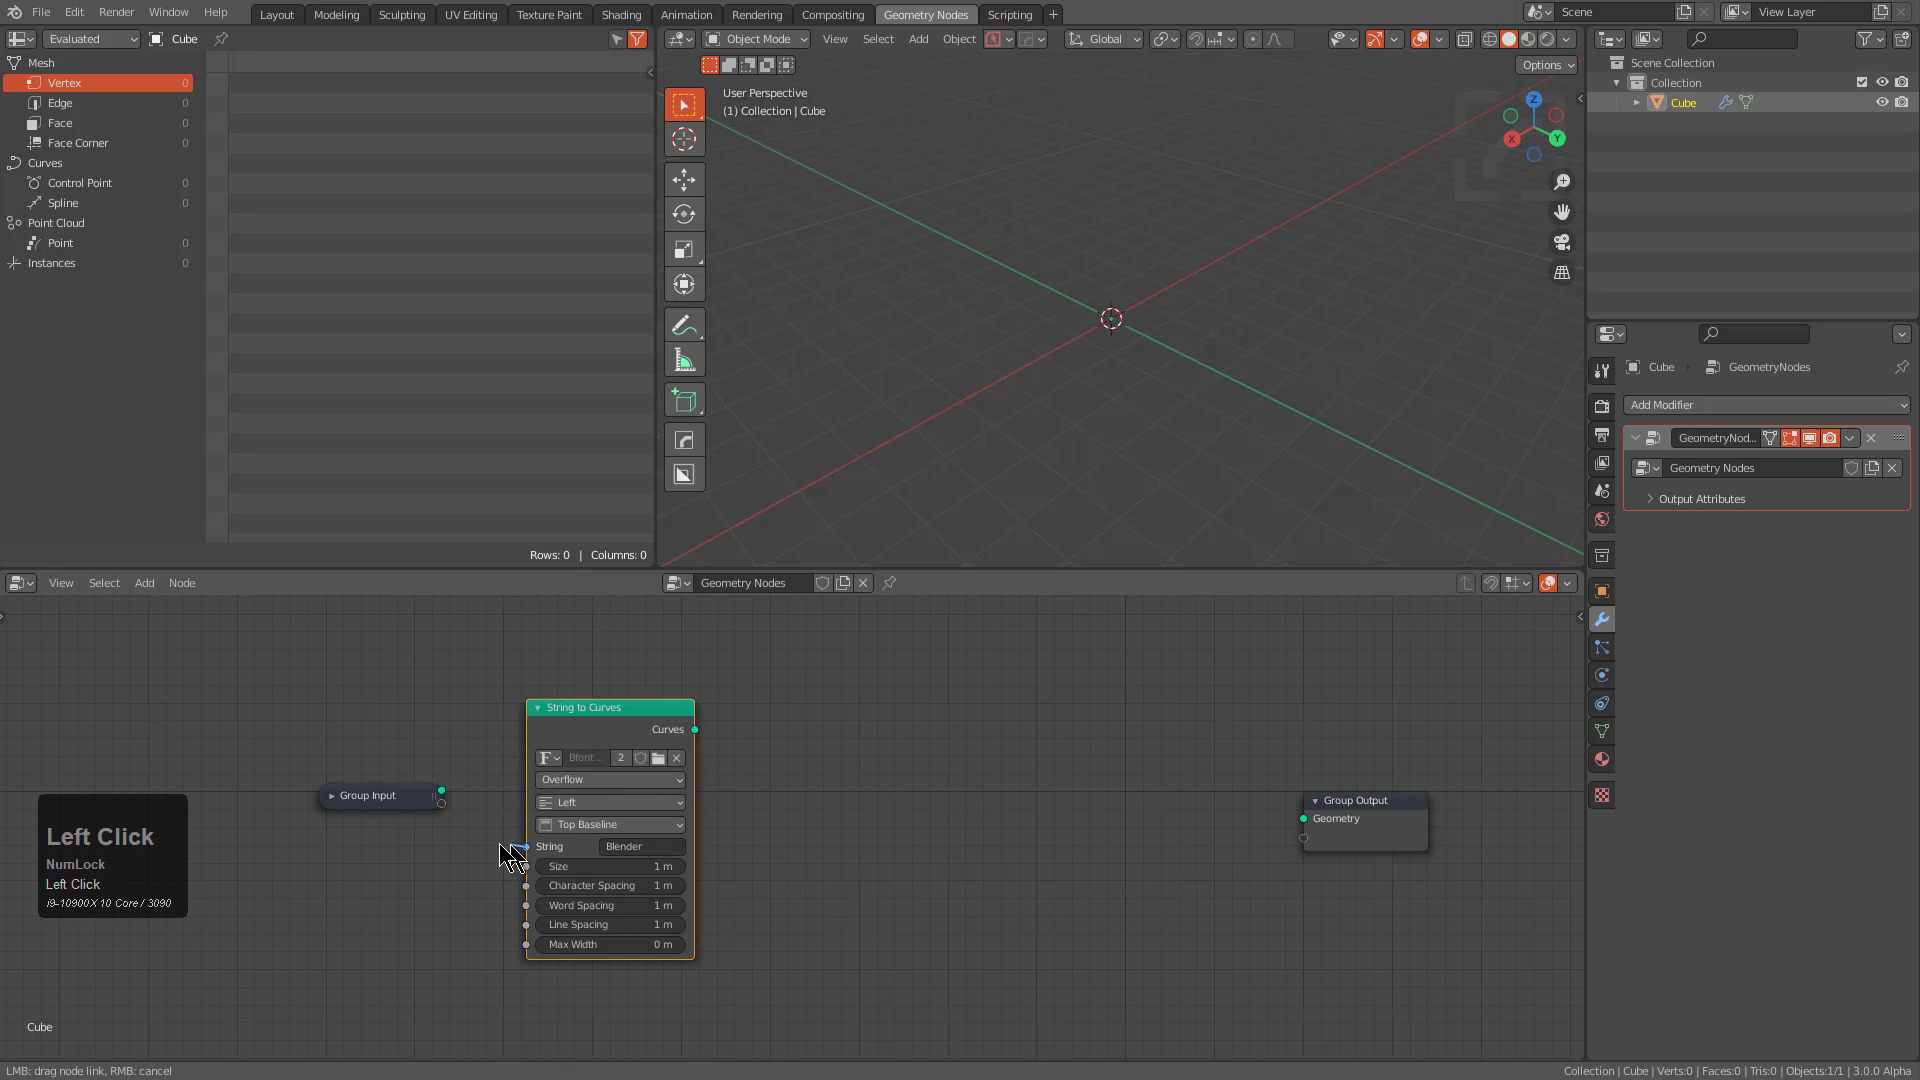 File Edit Render Window Help Layout Modeling Sculpting UV Editing Texture Paint Shading Animation Rendering Compositing Geometry Nodes Scripting + Scene View Layer
Evaluated Cube Object Mode View Select Add Object Global
Options
Mesh
Vertex 0
Edge 0
Face 0
Face Corner 0
Curves
Control Point 0
Spline 0
Point Cloud
Point 0
Instances 0
Rows: 0 | Columns: 0
User Perspective
(1) Collection | Cube
Z
X
Y
Scene Collection
Collection
Cube
Cube GeometryNodes
Add Modifier
GeometryNod...
Geometry Nodes
Output Attributes
View Select Add Node Geometry Nodes
Group Input
String to Curves
Curves
F Bfont ... 2
Overflow
Left
Top Baseline
String Blender
Size 1 m
Character Spacing 1 m
Word Spacing 1 m
Line Spacing 1 m
Max Width 0 m
Group Output
Geometry
Left Click
NumLock
Left Click
i9-10900X 10 Core / 3090
Cube
LMB: drag node link, RMB: cancel
Collection | Cube | Verts:0 | Faces:0 | Tris:0 | Objects:1/1 | 3.0.0 Alpha